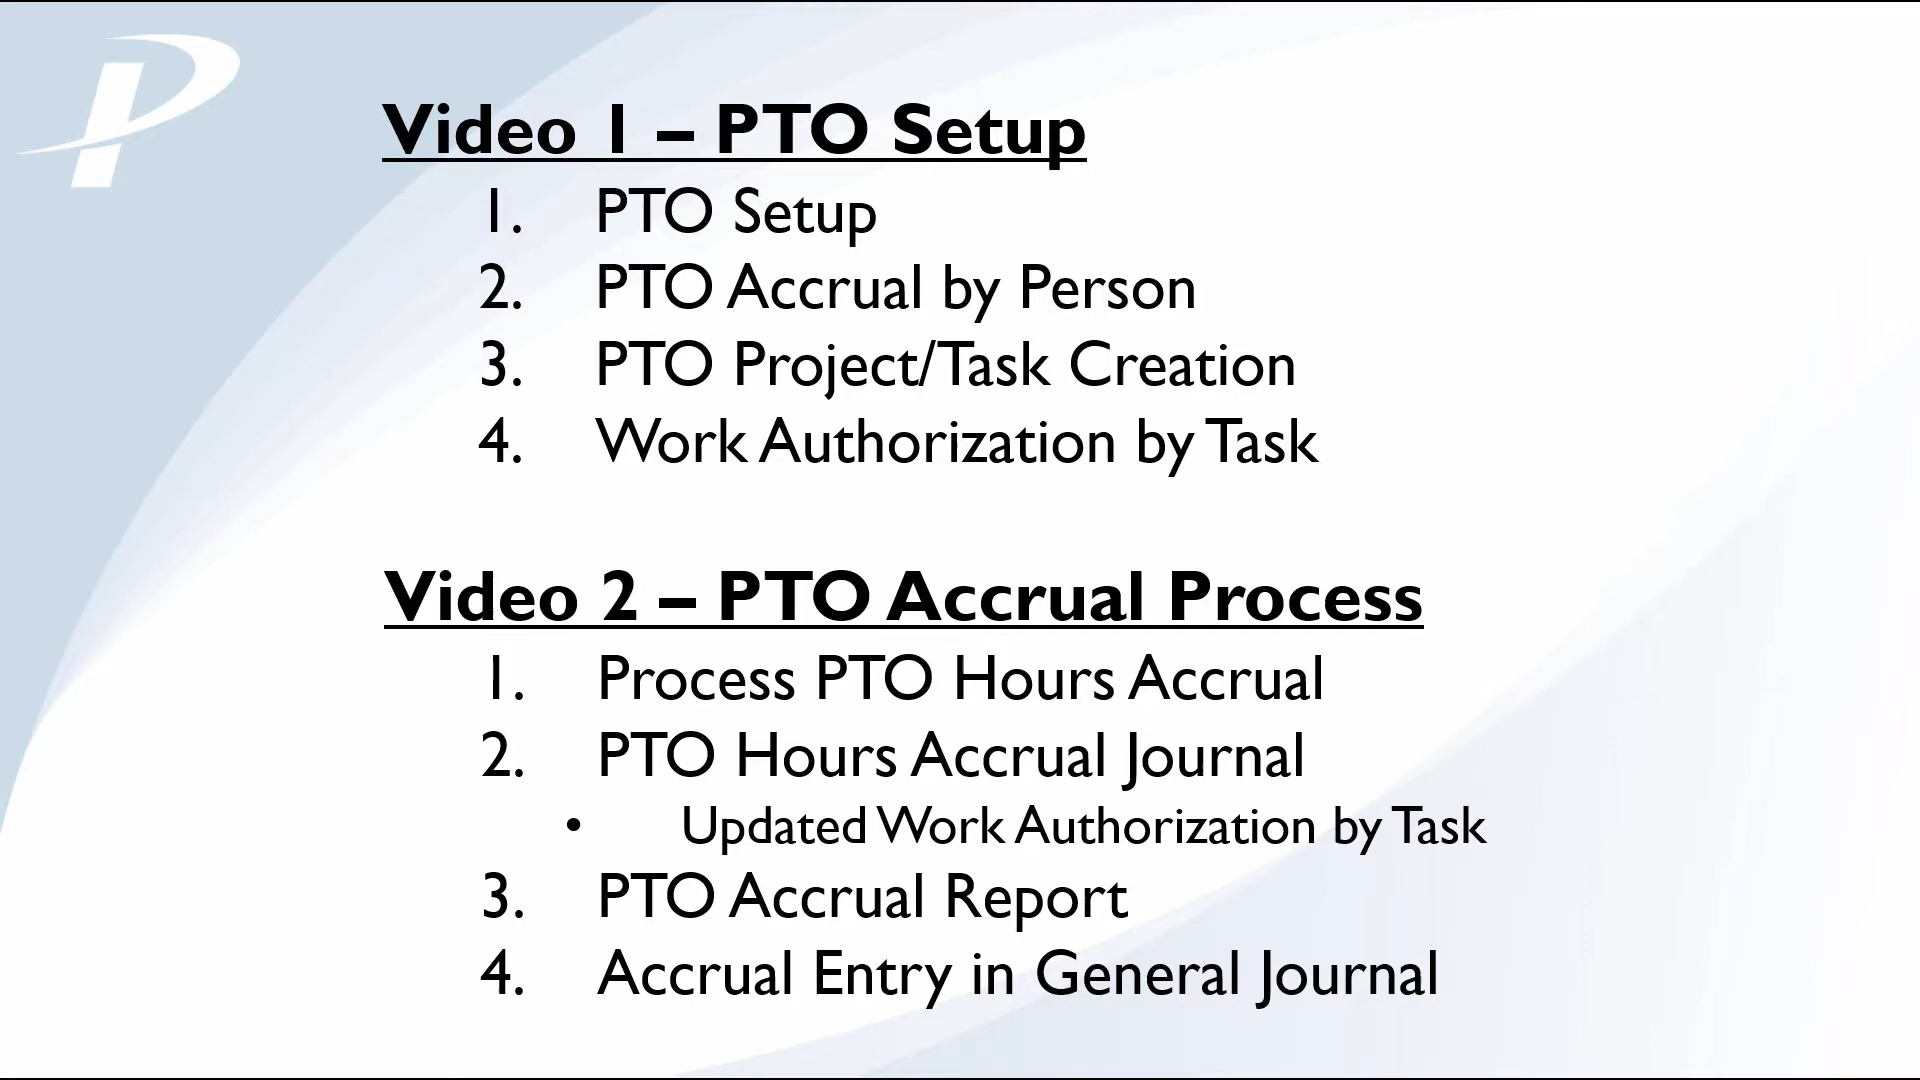 Video 1 – PTO Setup
1. PTO Setup
2. PTO Accrual by Person
3. PTO Project/Task Creation
4. Work Authorization by Task
Video 2 – PTO Accrual Process
1. Process PTO Hours Accrual
2. PTO Hours Accrual Journal
• Updated Work Authorization by Task
3. PTO Accrual Report
4. Accrual Entry in General Journal